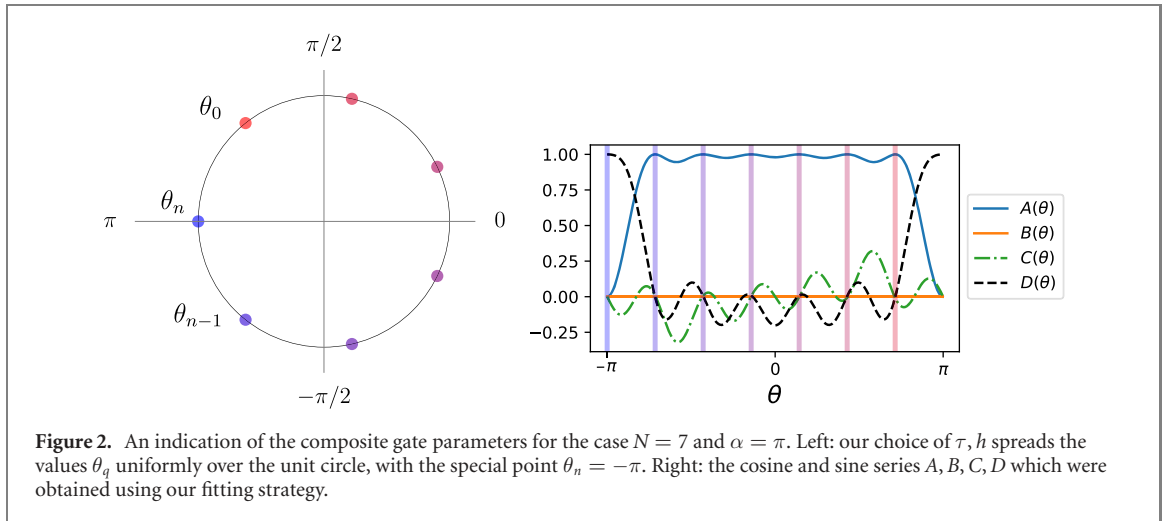 π/2
θ₀
θₙ
π
0
θₙ₋₁
−π/2
1.00
0.75
0.50
0.25
0.00
−0.25
−π
0
π
θ
A(θ)
B(θ)
C(θ)
D(θ)
Figure 2. An indication of the composite gate parameters for the case N = 7 and α = π. Left: our choice of τ, h spreads the
values θ_q uniformly over the unit circle, with the special point θₙ = −π. Right: the cosine and sine series A, B, C, D which were
obtained using our fitting strategy.